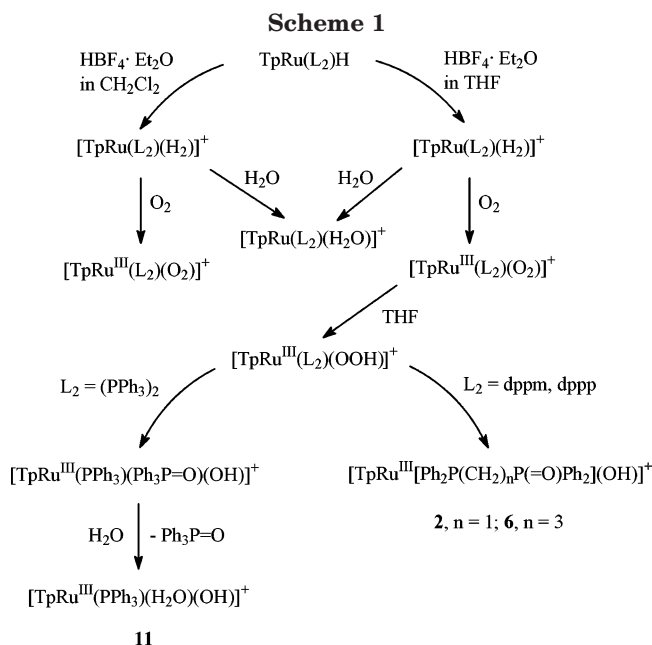 Scheme 1
HBF4· Et2O
in CH2Cl2
TpRu(L2)H
HBF4· Et2O
in THF
[TpRu(L2)(H2)]+
[TpRu(L2)(H2)]+
O2
H2O
H2O
O2
[TpRu(L2)(H2O)]+
[TpRuIII(L2)(O2)]+
[TpRuIII(L2)(O2)]+
THF
[TpRuIII(L2)(OOH)]+
L2 = (PPh3)2
L2 = dppm, dppp
[TpRuIII(PPh3)(Ph3P=O)(OH)]+
[TpRuIII[Ph2P(CH2)nP(=O)Ph2](OH)]+
2, n = 1; 6, n = 3
H2O - Ph3P=O
[TpRuIII(PPh3)(H2O)(OH)]+
11